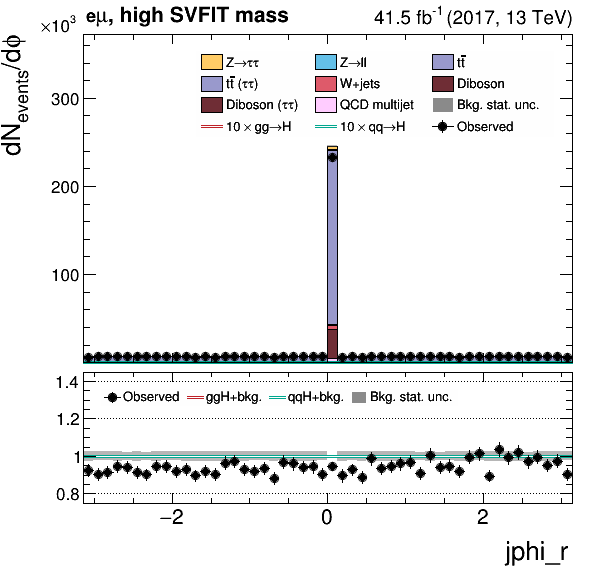 eμ, high SVFIT mass 41.5 fb⁻¹ (2017, 13 TeV)
×10³
dN_events/dϕ
Z→ττ Z→ll tt̄
tt̄ (ττ) W+jets Diboson
Diboson (ττ) QCD multijet Bkg. stat. unc.
10 × gg→H 10 × qq→H Observed
300
200
100
1.4
Observed ggH+bkg. qqH+bkg. Bkg. stat. unc.
1.2
1
0.8
−2 0 2
jphi_r